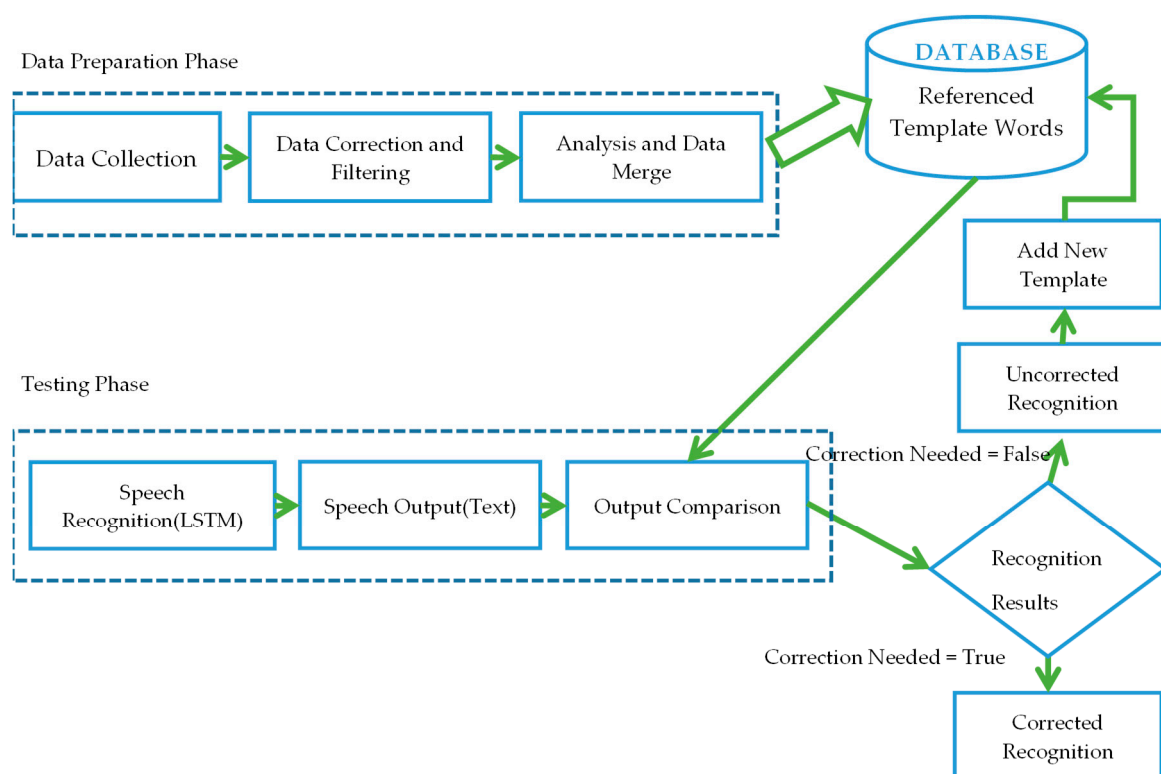 Data Preparation Phase
DATABASE
Referenced
Template Words
Data Collection
Data Correction and
Filtering
Analysis and Data
Merge
Add New
Template
Uncorrected
Recognition
Testing Phase
Correction Needed = False
Speech
Recognition(LSTM)
Speech Output(Text)
Output Comparison
Recognition
Results
Correction Needed = True
Corrected
Recognition